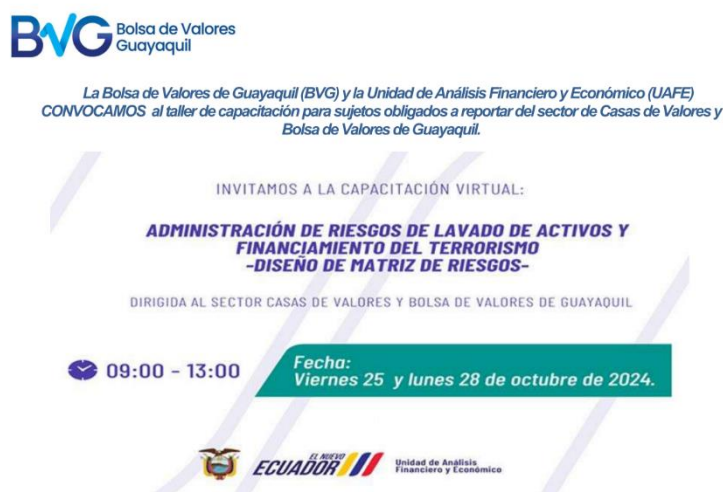 BVG Bolsa de Valores
Guayaquil
La Bolsa de Valores de Guayaquil (BVG) y la Unidad de Análisis Financiero y Económico (UAFE)
CONVOCAMOS al taller de capacitación para sujetos obligados a reportar del sector de Casas de Valores y
Bolsa de Valores de Guayaquil.
INVITAMOS A LA CAPACITACIÓN VIRTUAL:
ADMINISTRACIÓN DE RIESGOS DE LAVADO DE ACTIVOS Y
FINANCIAMIENTO DEL TERRORISMO
-DISEÑO DE MATRIZ DE RIESGOS-
DIRIGIDA AL SECTOR CASAS DE VALORES Y BOLSA DE VALORES DE GUAYAQUIL
09:00 - 13:00
Fecha:
Viernes 25 y lunes 28 de octubre de 2024.
EL NUEVO
ECUADOR
Unidad de Análisis
Financiero y Económico